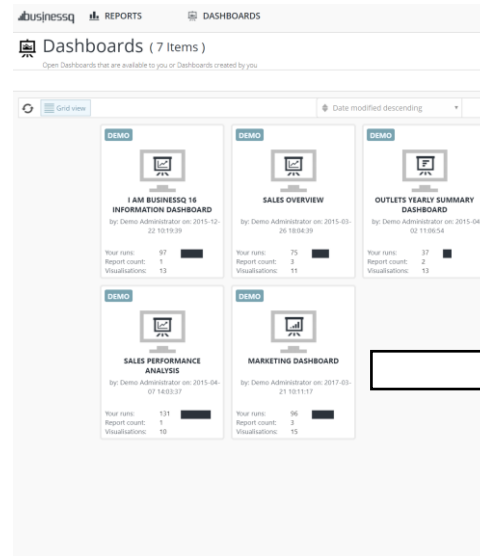 businessq
REPORTS
DASHBOARDS
Dashboards ( 7 Items )
Open Dashboards that are available to you or Dashboards created by you
Grid view
Date modified descending
DEMO
I AM BUSINESSQ 16
INFORMATION DASHBOARD
by: Demo Administrator on: 2015-12-
22 10:19:39
Your runs: 97
Report count: 1
Visualisations: 13
DEMO
SALES OVERVIEW
by: Demo Administrator on: 2015-03-
26 18:04:39
Your runs: 75
Report count: 3
Visualisations: 11
DEMO
OUTLETS YEARLY SUMMARY
DASHBOARD
by: Demo Administrator on: 2015-04
02 11:06:54
Your runs: 37
Report count: 2
Visualisations: 13
DEMO
SALES PERFORMANCE
ANALYSIS
by: Demo Administrator on: 2015-04-
07 14:03:37
Your runs: 131
Report count: 1
Visualisations: 10
DEMO
MARKETING DASHBOARD
by: Demo Administrator on: 2017-03-
21 10:11:17
Your runs: 96
Report count: 3
Visualisations: 15